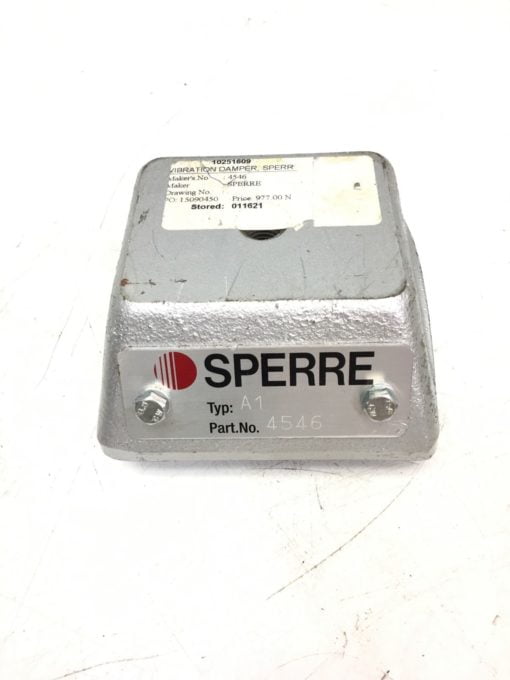 10251609
VIBRATION DAMPER, SPERR
Maker's No : 4546
Maker : SPERRE
Drawing No.
PO: 15090450 Price: 977.00 N
Stored: 011621
SPERRE
Typ: A1
Part.No. 4546